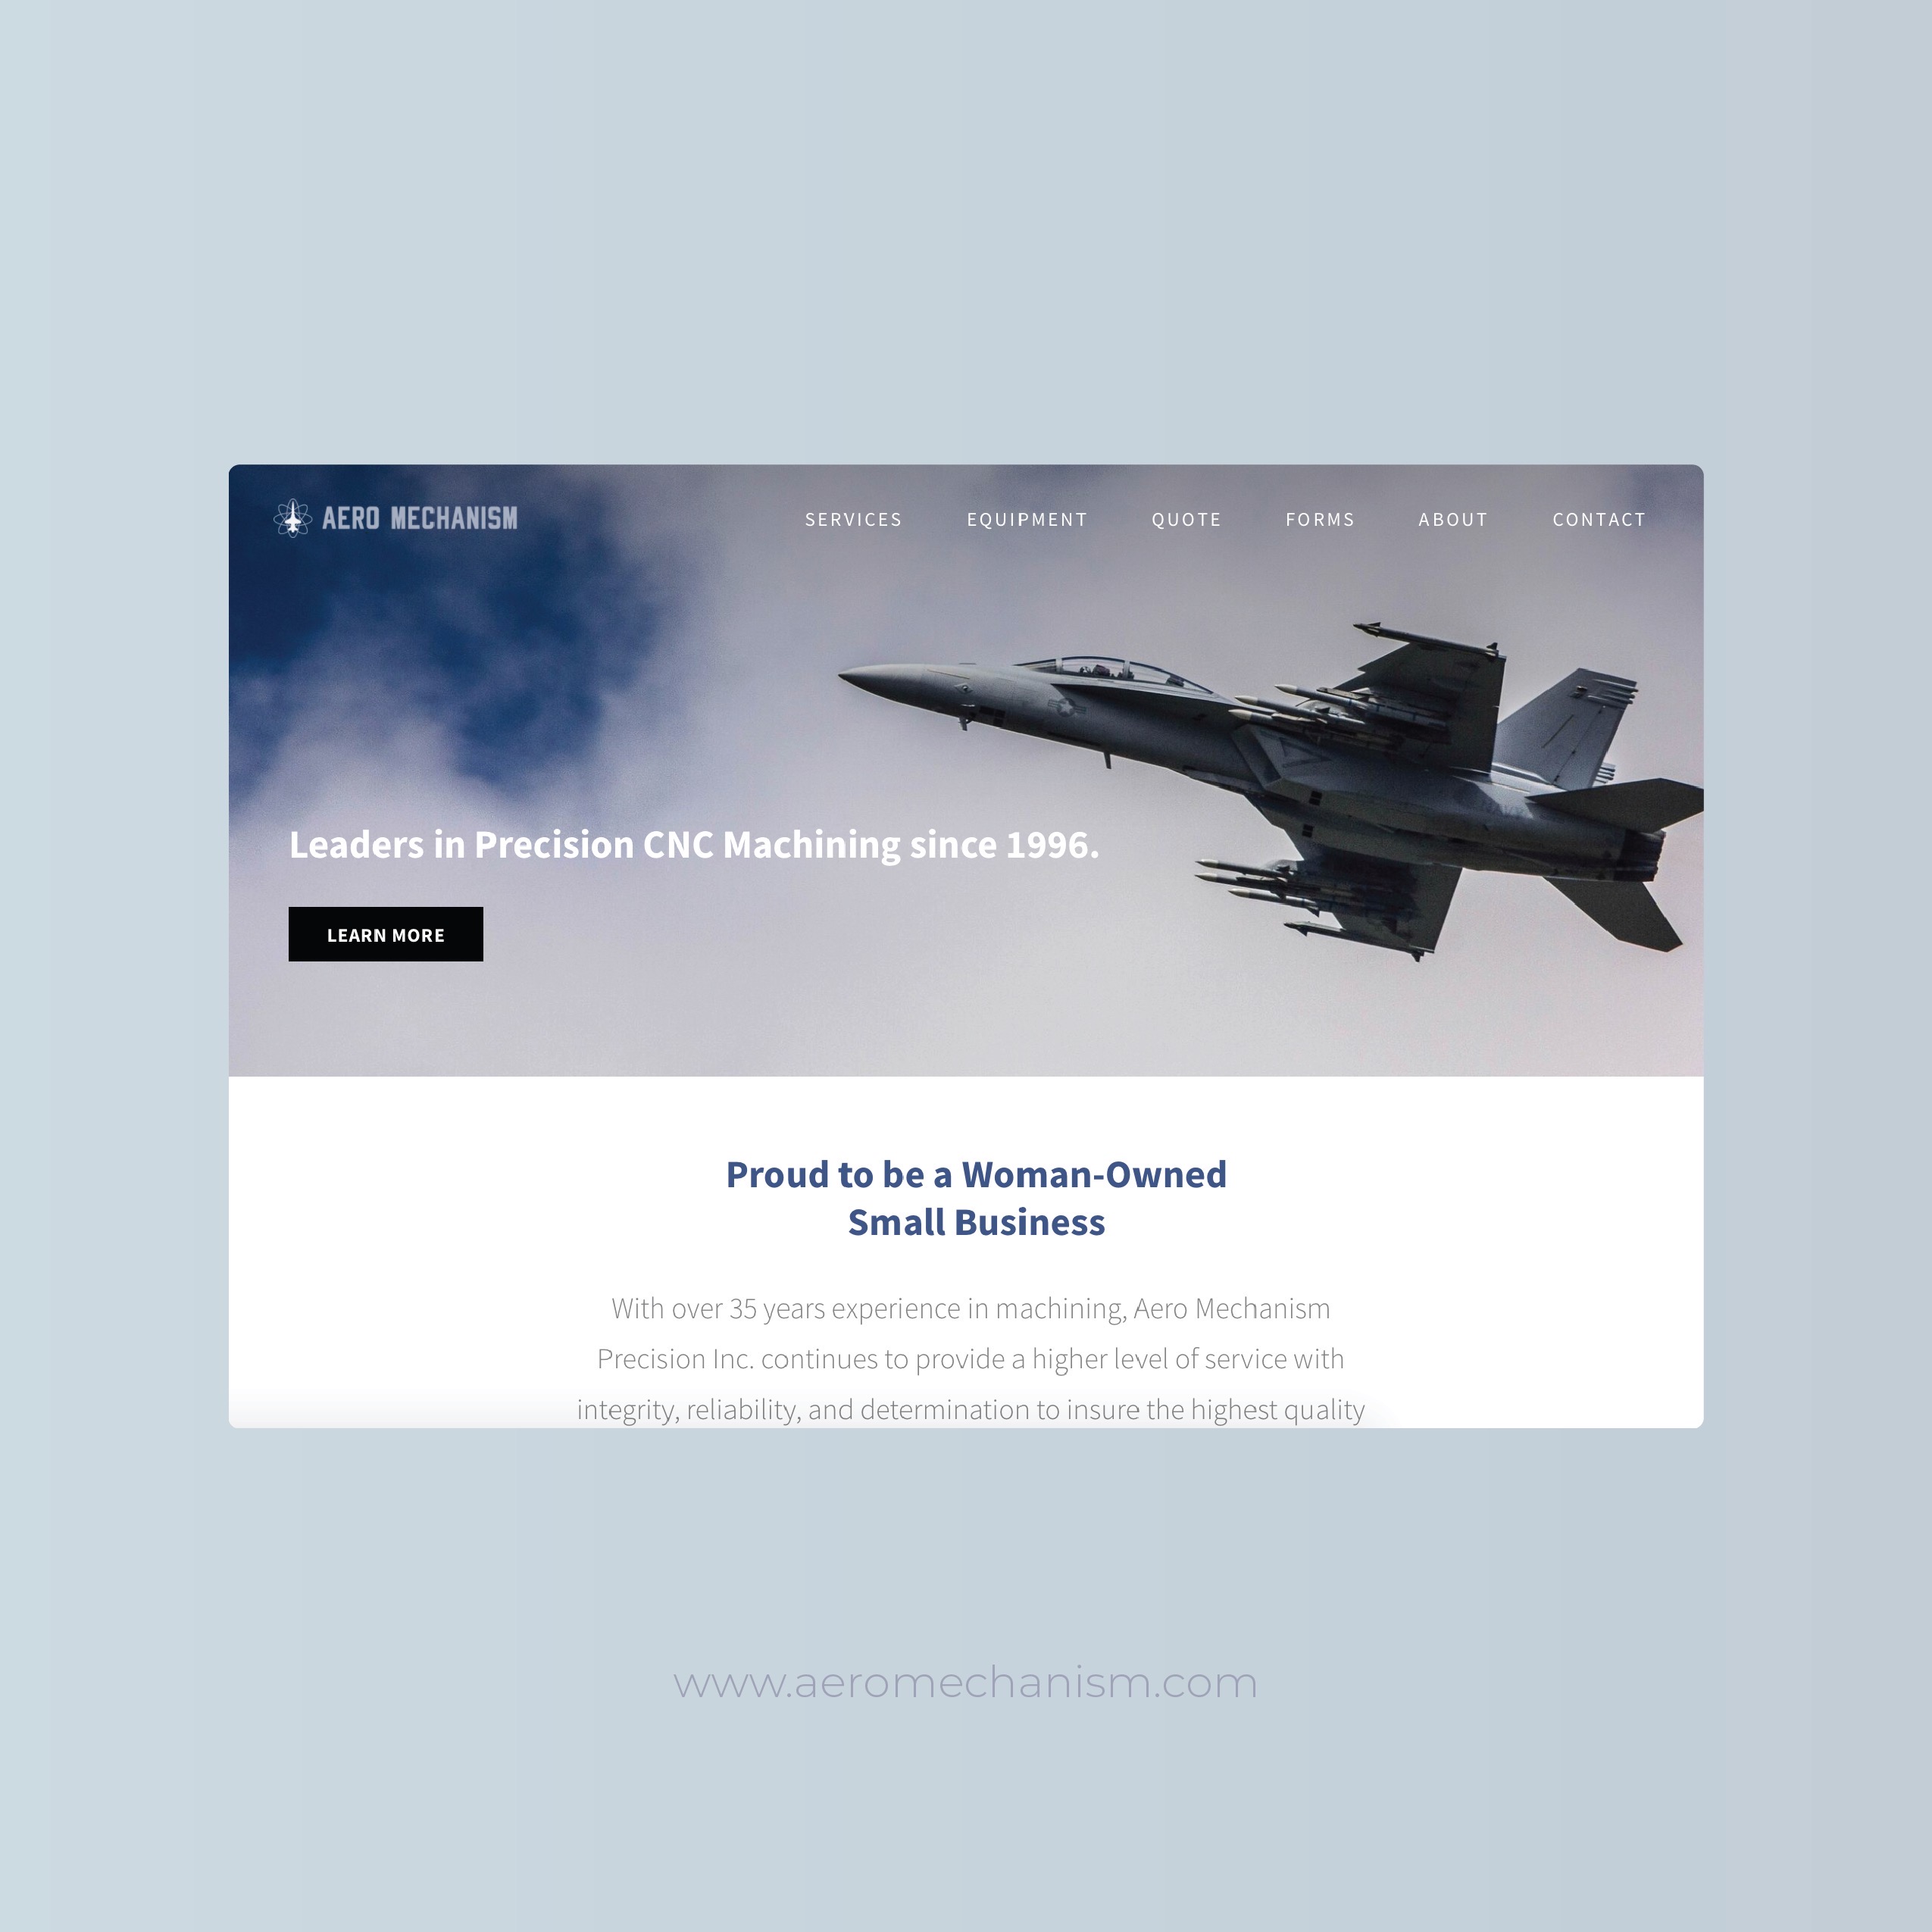 AERO MECHANISM
SERVICES EQUIPMENT QUOTE FORMS ABOUT CONTACT
Leaders in Precision CNC Machining since 1996.
LEARN MORE
Proud to be a Woman-Owned
Small Business
With over 35 years experience in machining, Aero Mechanism
Precision Inc. continues to provide a higher level of service with
integrity, reliability, and determination to insure the highest quality
www.aeromechanism.com